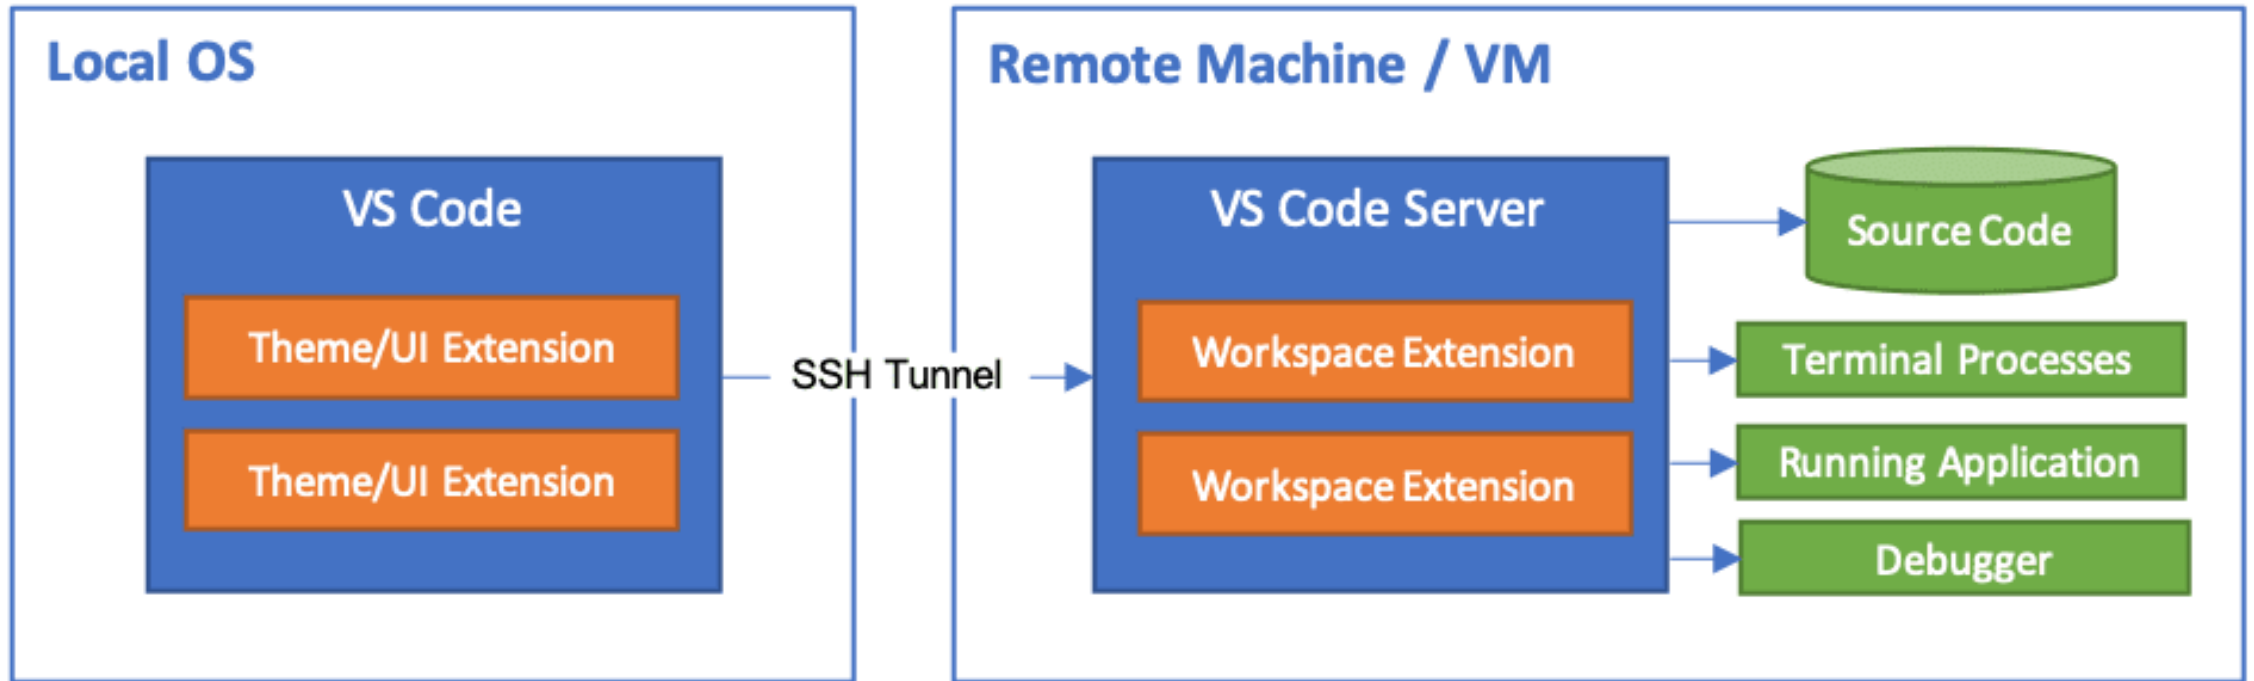 Local OS
VS Code
Theme/UI Extension
Theme/UI Extension
SSH Tunnel
Remote Machine / VM
VS Code Server
Workspace Extension
Workspace Extension
Source Code
Terminal Processes
Running Application
Debugger